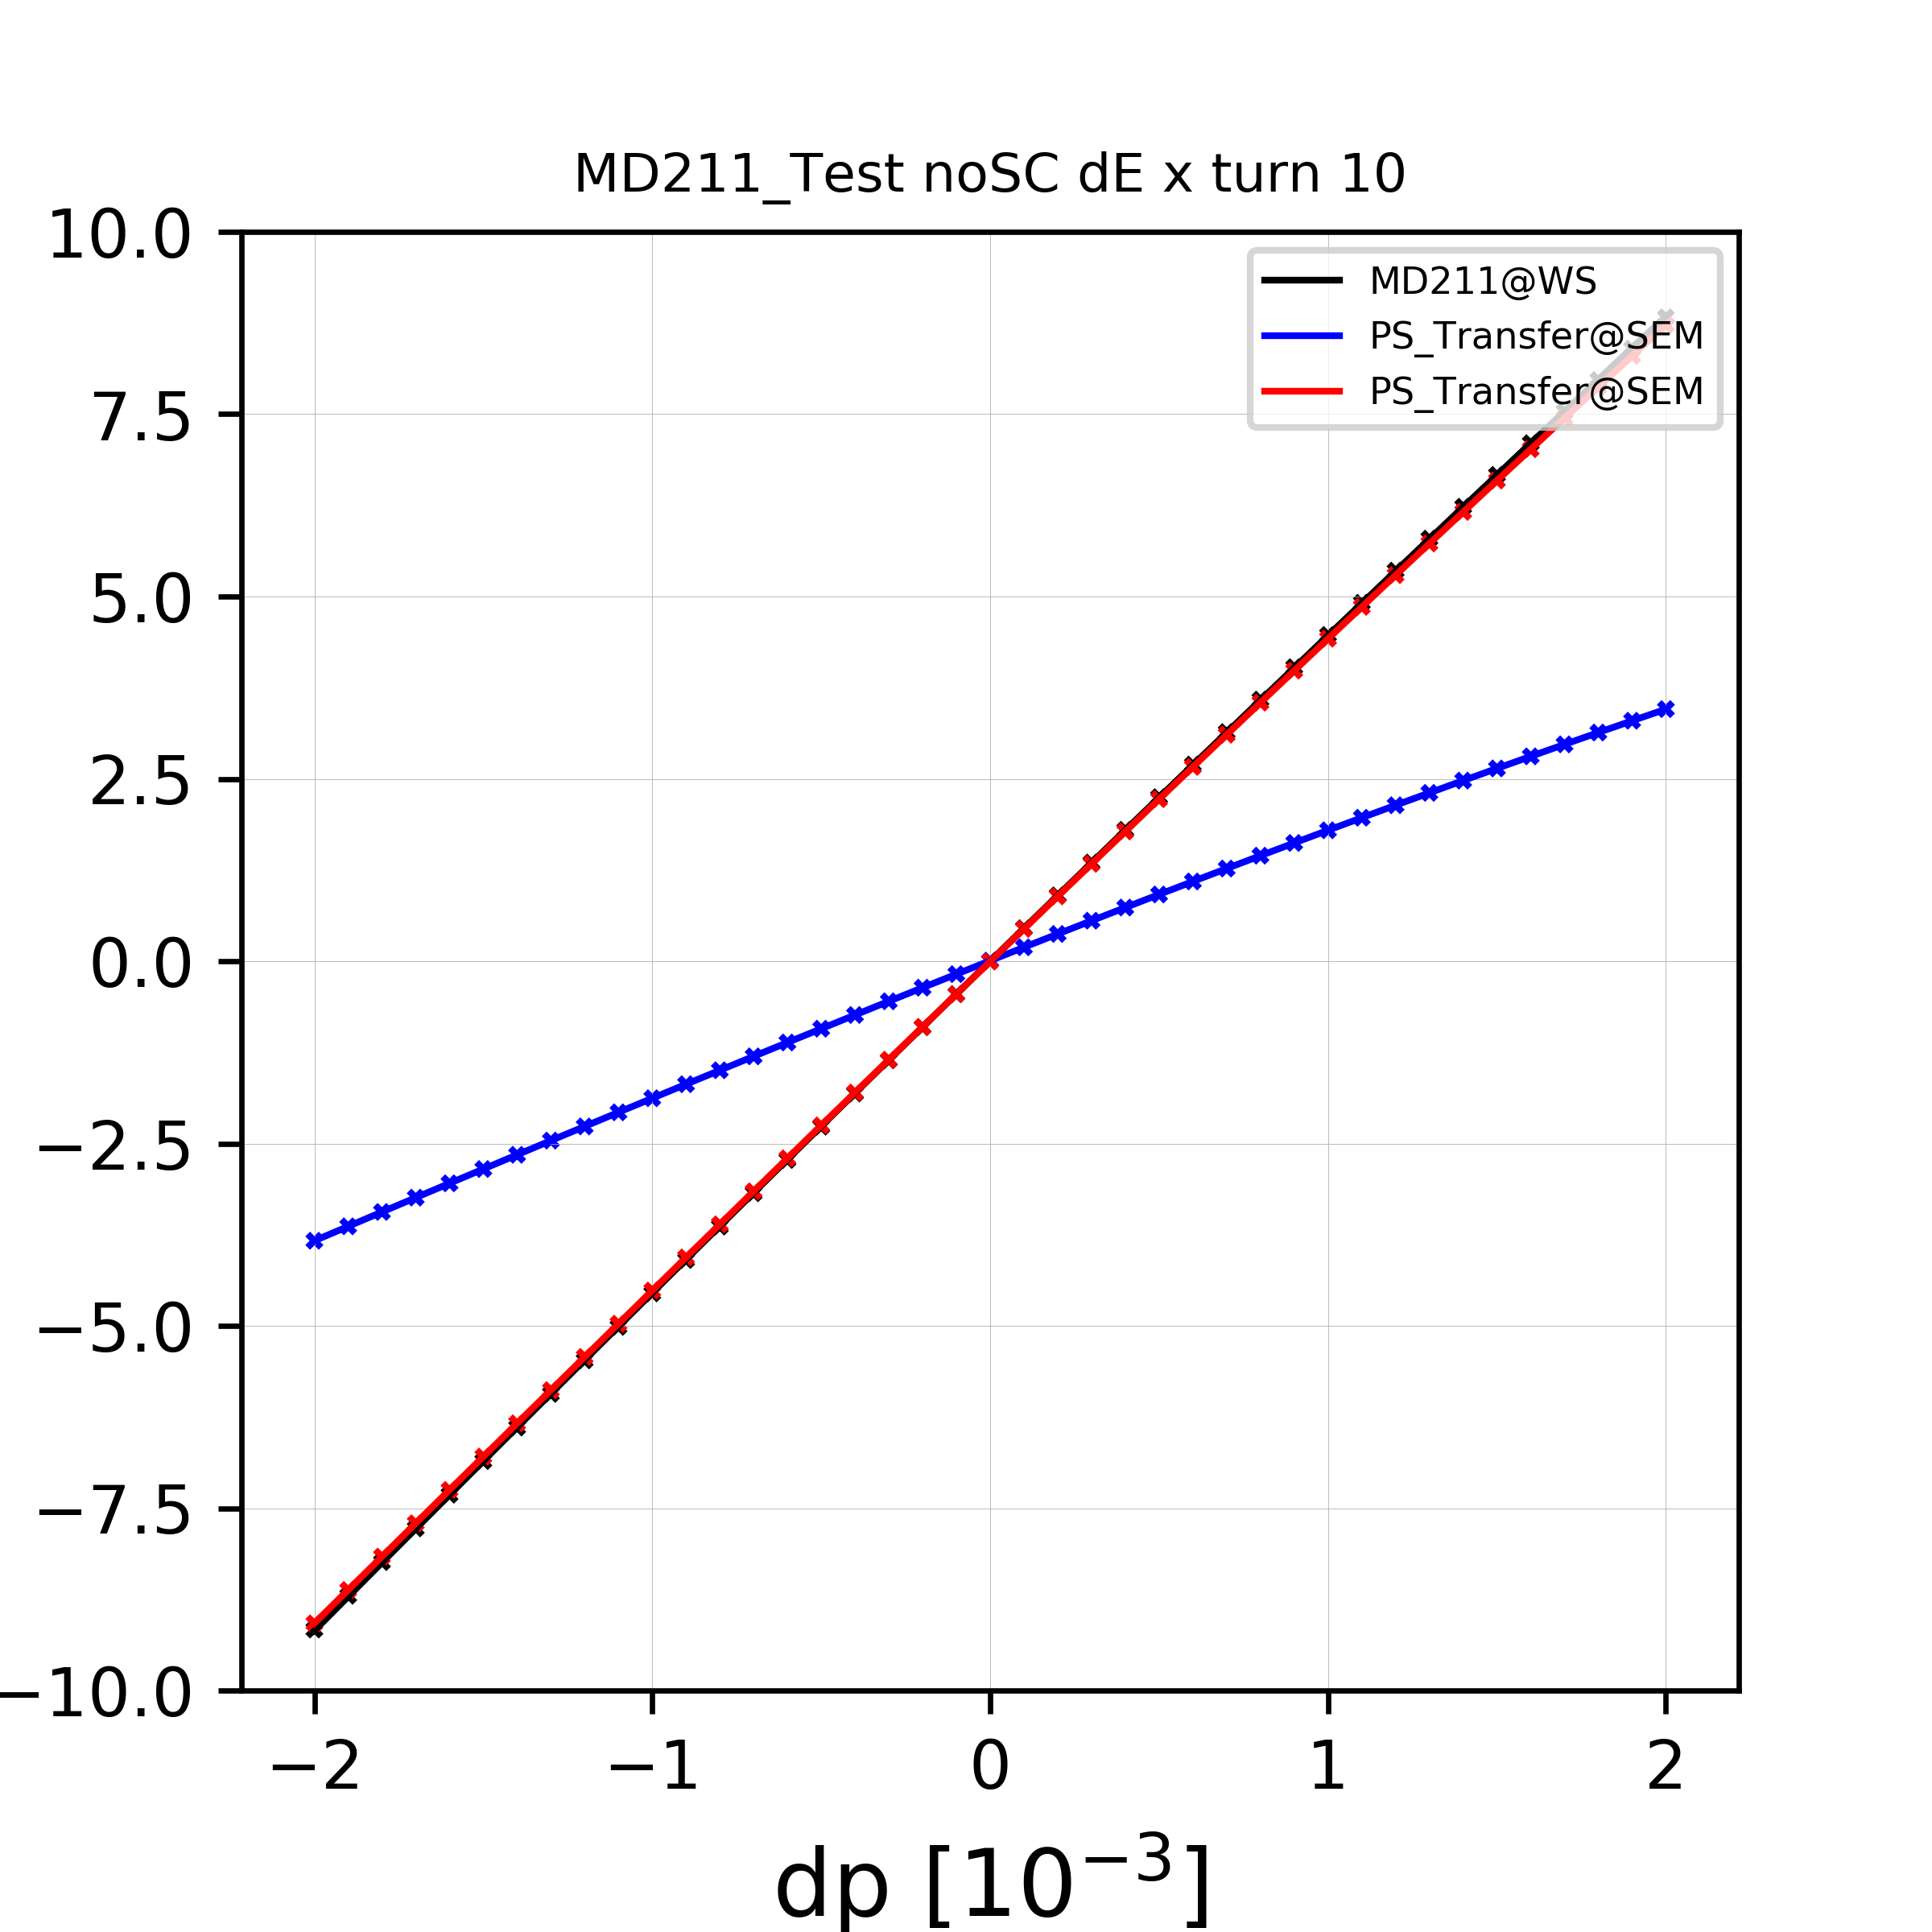 MD211_Test noSC dE x turn 10
10.0
7.5
5.0
2.5
0.0
−2.5
−5.0
−7.5
−10.0
MD211@WS
PS_Transfer@SEM
PS_Transfer@SEM
−2 −1 0 1 2
dp [10⁻³]